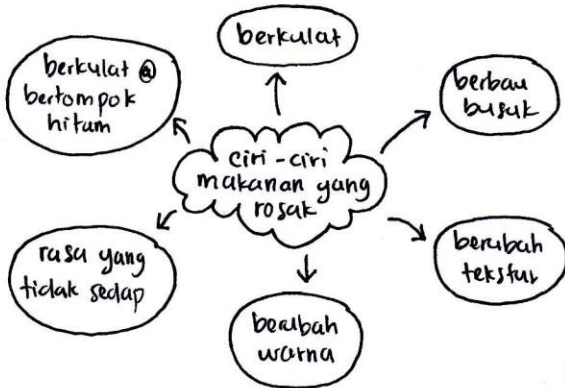 berkulat
berkulat @
bertompok
hitam
berbau
busuk
ciri-ciri
makanan yang
rosak
rasa yang
tidak sedap
berubah
tekstur
berubah
warna